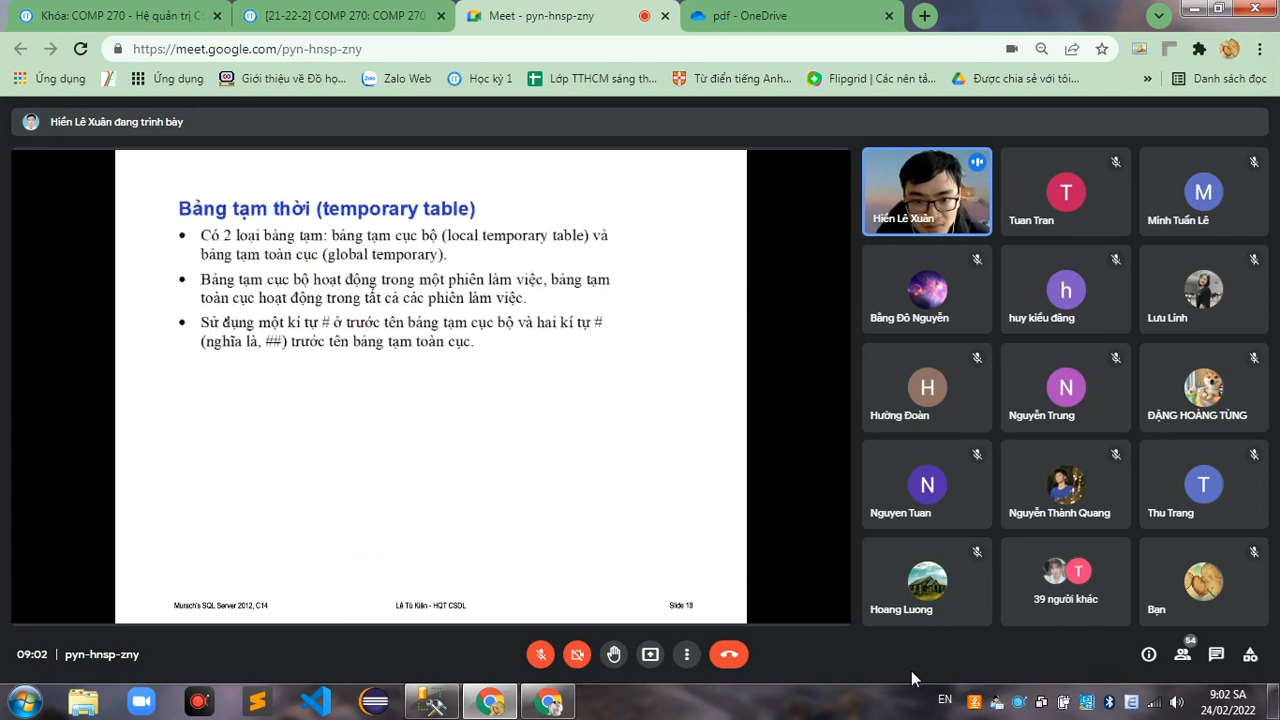 Khóa: COMP 270 - Hệ quản trị CS
[21-22-2] COMP 270: COMP 270
Meet - pyn-hnsp-zny
pdf - OneDrive
https://meet.google.com/pyn-hnsp-zny
Ứng dụng
Ứng dụng
Giới thiệu về Đồ họ...
Zalo Web
Học kỳ 1
Lớp TTHCM sáng th...
Từ điển tiếng Anh...
Flipgrid | Các nền tả...
Được chia sẻ với tôi...
»
Danh sách đọc
Hiển Lê Xuân đang trình bày
Bảng tạm thời (temporary table)
• Có 2 loại bảng tạm: bảng tạm cục bộ (local temporary table) và
bảng tạm toàn cục (global temporary).
• Bảng tạm cục bộ hoạt động trong một phiên làm việc, bảng tạm
toàn cục hoạt động trong tất cả các phiên làm việc.
• Sử dụng một kí tự # ở trước tên bảng tạm cục bộ và hai kí tự #
(nghĩa là, ##) trước tên bảng tạm toàn cục.
Murach's SQL Server 2012, C14
Lê Tü Kiên - HQT CSDL
Slide 18
Hiển Lê Xuân
T
Tuan Tran
M
Minh Tuấn Lê
Bằng Đỗ Nguyễn
h
huy kiều đăng
Lưu Linh
H
Hường Đoàn
N
Nguyễn Trung
ĐẶNG HOÀNG TÙNG
N
Nguyen Tuan
Nguyễn Thành Quang
T
Thu Trang
Hoang Luong
T
39 người khác
Bạn
09:02
pyn-hnsp-zny
54
EN
9:02 SA
24/02/2022